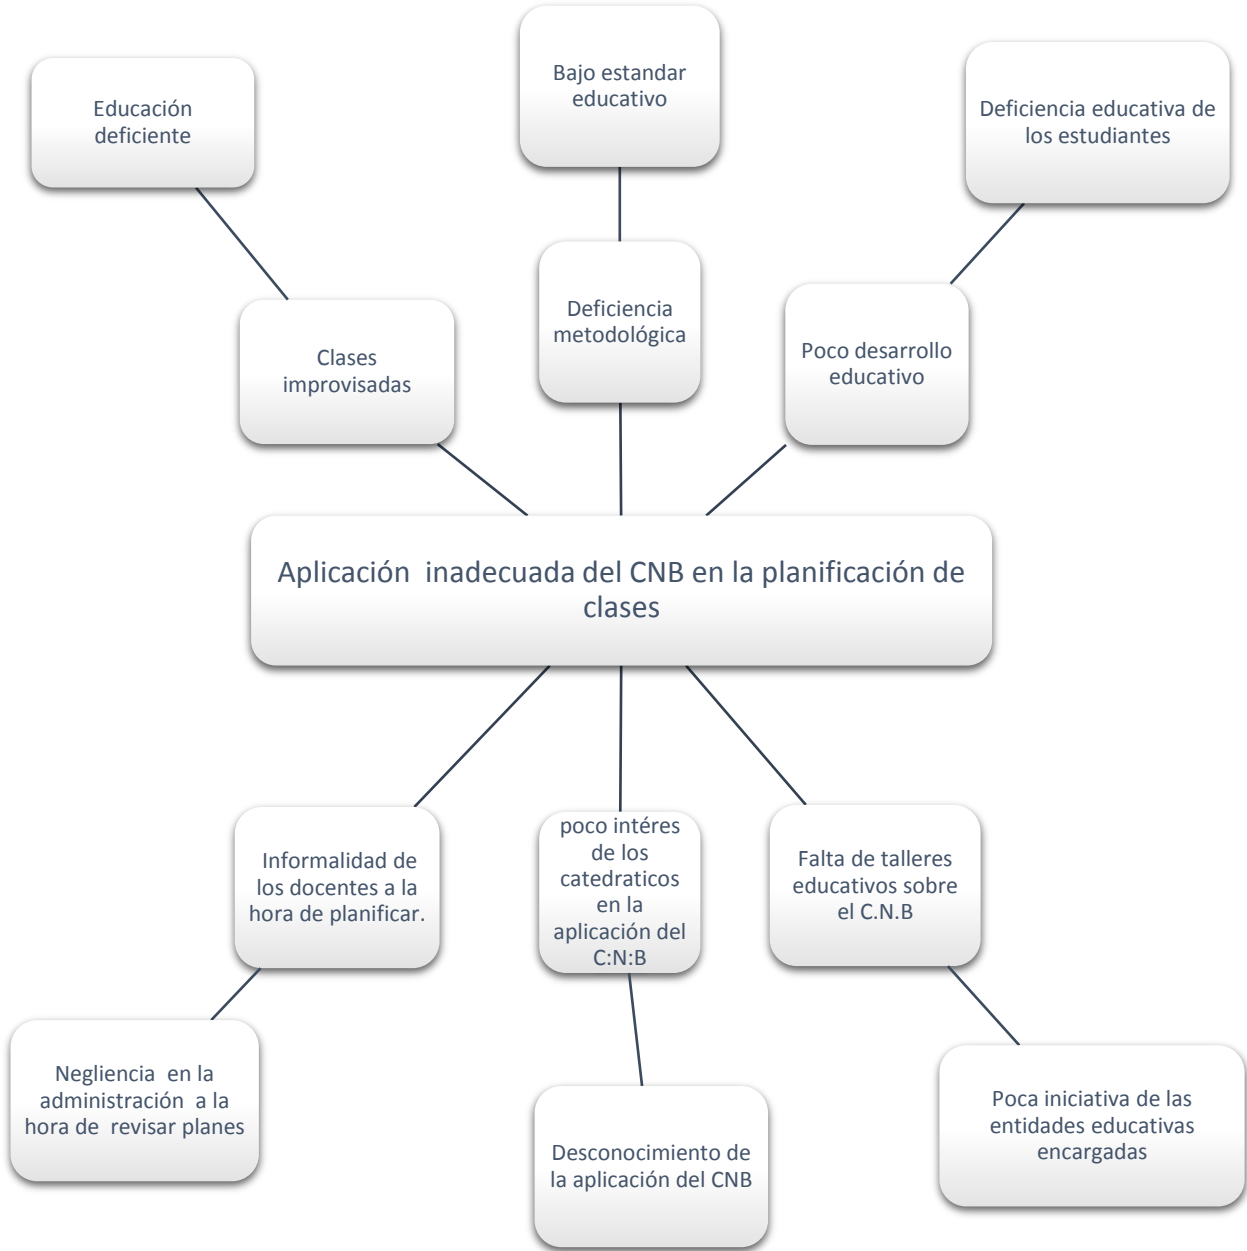 Bajo estandar
educativo
Educación
deficiente
Deficiencia educativa de
los estudiantes
Deficiencia
metodológica
Clases
improvisadas
Poco desarrollo
educativo
Aplicación  inadecuada del CNB en la planificación de
clases
Informalidad de
los docentes a la
hora de planificar.
poco intéres
de los
catedraticos
en la
aplicación del
C:N:B
Falta de talleres
educativos sobre
el C.N.B
Negliencia  en la
administración  a la
hora de  revisar planes
Desconocimiento de
la aplicación del CNB
Poca iniciativa de las
entidades educativas
encargadas